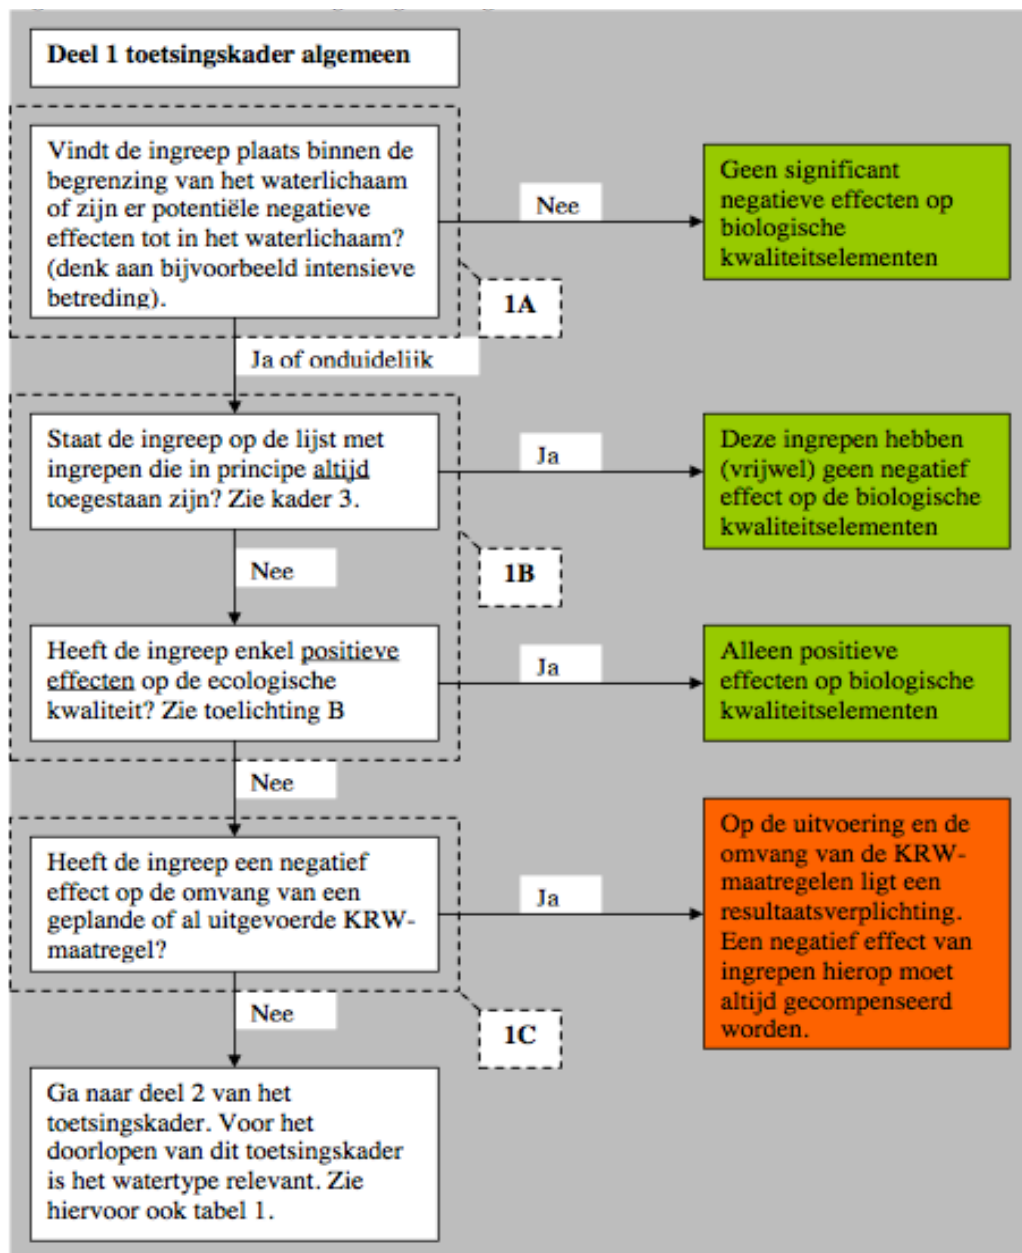 Deel 1 toetsingskader algemeen
Vindt de ingreep plaats binnen de
begrenzing van het waterlichaam
of zijn er potentiële negatieve
effecten tot in het waterlichaam?
(denk aan bijvoorbeeld intensieve
betreding).
Nee
Geen significant
negatieve effecten op
biologische
kwaliteitselementen
1A
Ja of onduidelijk
Staat de ingreep op de lijst met
ingrepen die in principe altijd
toegestaan zijn? Zie kader 3.
Ja
Deze ingrepen hebben
(vrijwel) geen negatief
effect op de biologische
kwaliteitselementen
1B
Nee
Heeft de ingreep enkel positieve
effecten op de ecologische
kwaliteit? Zie toelichting B
Ja
Alleen positieve
effecten op biologische
kwaliteitselementen
Nee
Heeft de ingreep een negatief
effect op de omvang van een
geplande of al uitgevoerde KRW-
maatregel?
Ja
Op de uitvoering en de
omvang van de KRW-
maatregelen ligt een
resultaatsverplichting.
Een negatief effect van
ingrepen hierop moet
altijd gecompenseerd
worden.
Nee
1C
Ga naar deel 2 van het
toetsingskader. Voor het
doorlopen van dit toetsingskader
is het watertype relevant. Zie
hiervoor ook tabel 1.